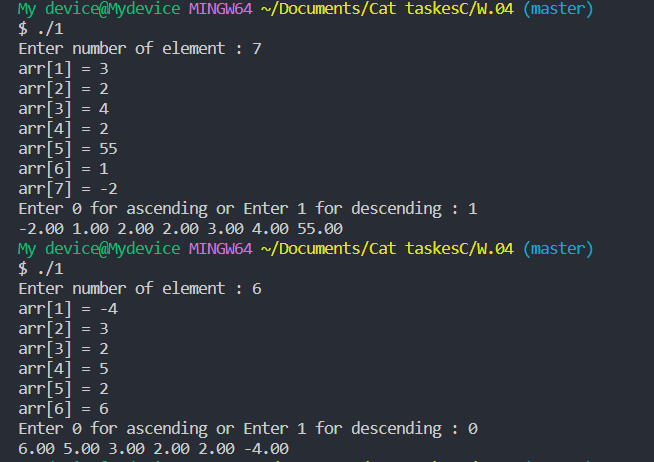 My device@Mydevice MINGW64 ~/Documents/Cat taskesC/W.04 (master)
$ ./1
Enter number of element : 7
arr[1] = 3
arr[2] = 2
arr[3] = 4
arr[4] = 2
arr[5] = 55
arr[6] = 1
arr[7] = -2
Enter 0 for ascending or Enter 1 for descending : 1
-2.00 1.00 2.00 2.00 3.00 4.00 55.00
My device@Mydevice MINGW64 ~/Documents/Cat taskesC/W.04 (master)
$ ./1
Enter number of element : 6
arr[1] = -4
arr[2] = 3
arr[3] = 2
arr[4] = 5
arr[5] = 2
arr[6] = 6
Enter 0 for ascending or Enter 1 for descending : 0
6.00 5.00 3.00 2.00 2.00 -4.00